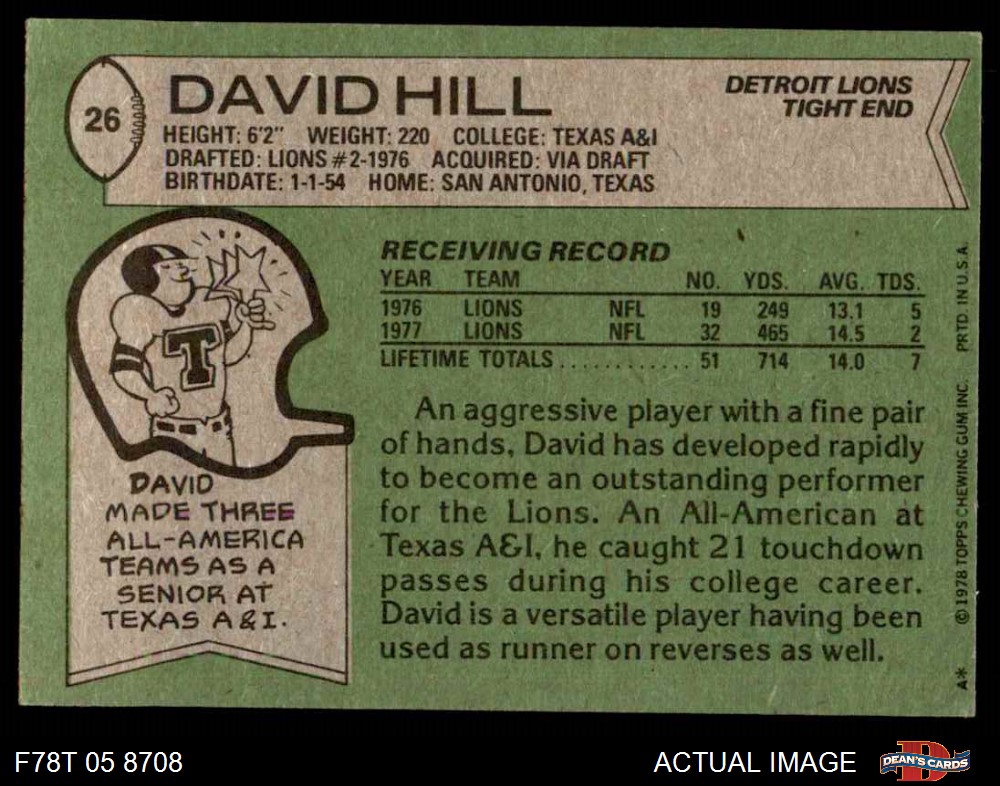 26
DAVID HILL
DETROIT LIONS
TIGHT END
HEIGHT: 6'2" WEIGHT: 220 COLLEGE: TEXAS A&I
DRAFTED: LIONS #2-1976 ACQUIRED: VIA DRAFT
BIRTHDATE: 1-1-54 HOME: SAN ANTONIO, TEXAS
T
DAVID
MADE THREE
ALL-AMERICA
TEAMS AS A
SENIOR AT
TEXAS A & I.
RECEIVING RECORD
YEAR TEAM NO. YDS. AVG. TDS.
1976 LIONS NFL 19 249 13.1 5
1977 LIONS NFL 32 465 14.5 2
LIFETIME TOTALS ............ 51 714 14.0 7
An aggressive player with a fine pair
of hands, David has developed rapidly
to become an outstanding performer
for the Lions. An All-American at
Texas A&I, he caught 21 touchdown
passes during his college career.
David is a versatile player having been
used as runner on reverses as well.
A* ©1978 TOPPS CHEWING GUM INC. PRTD. IN U.S.A.
F78T 05 8708
ACTUAL IMAGE
D
DEAN'S CARDS